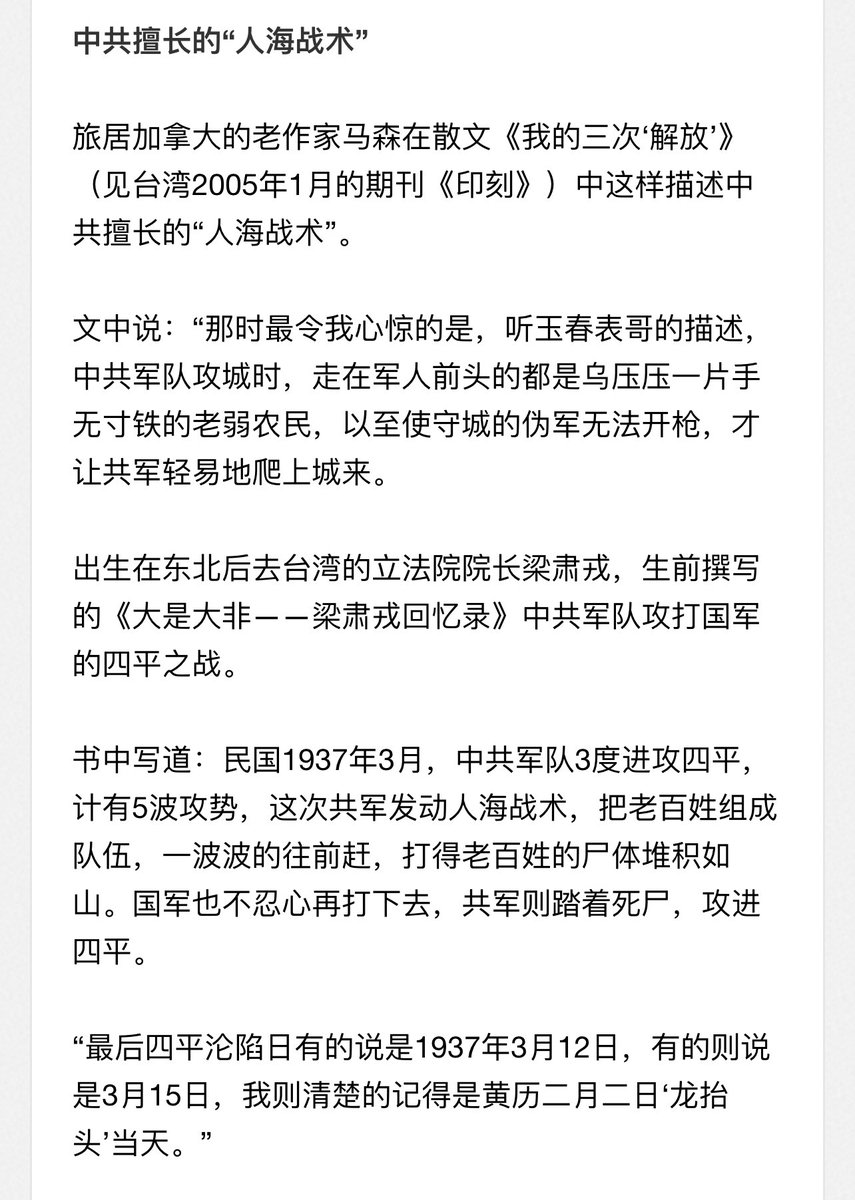 中共擅长的“人海战术”
旅居加拿大的老作家马森在散文《我的三次‘解放’》
（见台湾2005年1月的期刊《印刻》）中这样描述中
共擅长的“人海战术”。
文中说：“那时最令我心惊的是，听玉春表哥的描述，
中共军队攻城时，走在军人前头的都是乌压压一片手
无寸铁的老弱农民，以至使守城的伪军无法开枪，才
让共军轻易地爬上城来。
出生在东北后去台湾的立法院院长梁肃戎，生前撰写
的《大是大非——梁肃戎回忆录》中共军队攻打国军
的四平之战。
书中写道：民国1937年3月，中共军队3度进攻四平，
计有5波攻势，这次共军发动人海战术，把老百姓组成
队伍，一波波的往前赶，打得老百姓的尸体堆积如
山。国军也不忍心再打下去，共军则踏着死尸，攻进
四平。
“最后四平沦陷日有的说是1937年3月12日，有的则说
是3月15日，我则清楚的记得是黄历二月二日‘龙抬
头’当天。”